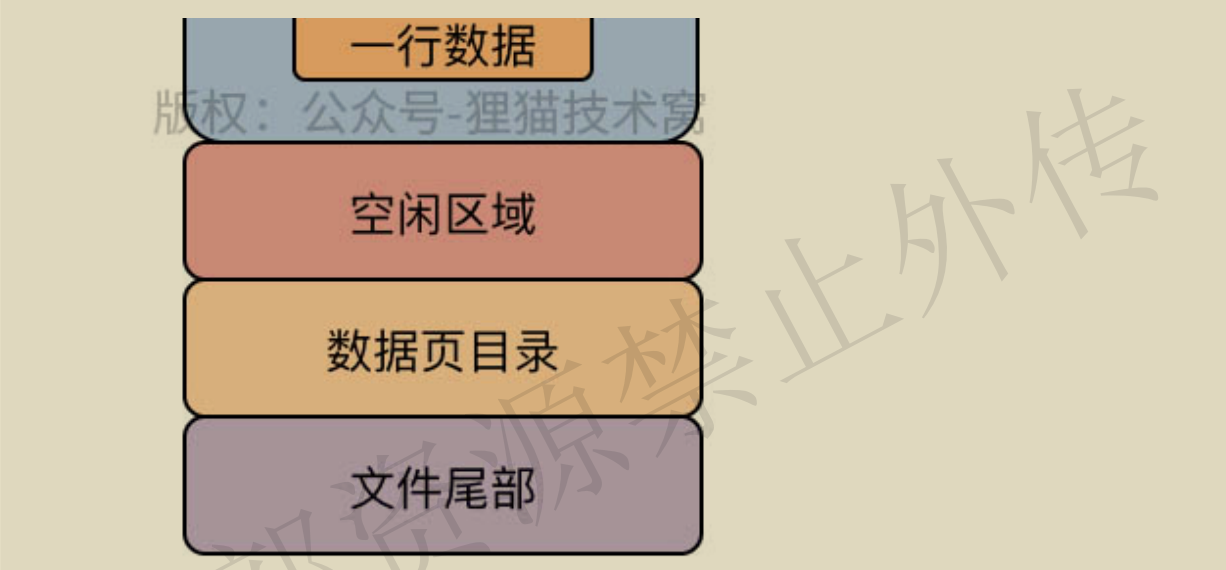 一行数据
版权：公众号-狸猫技术窝
空闲区域
数据页目录
文件尾部
部资源禁止外传